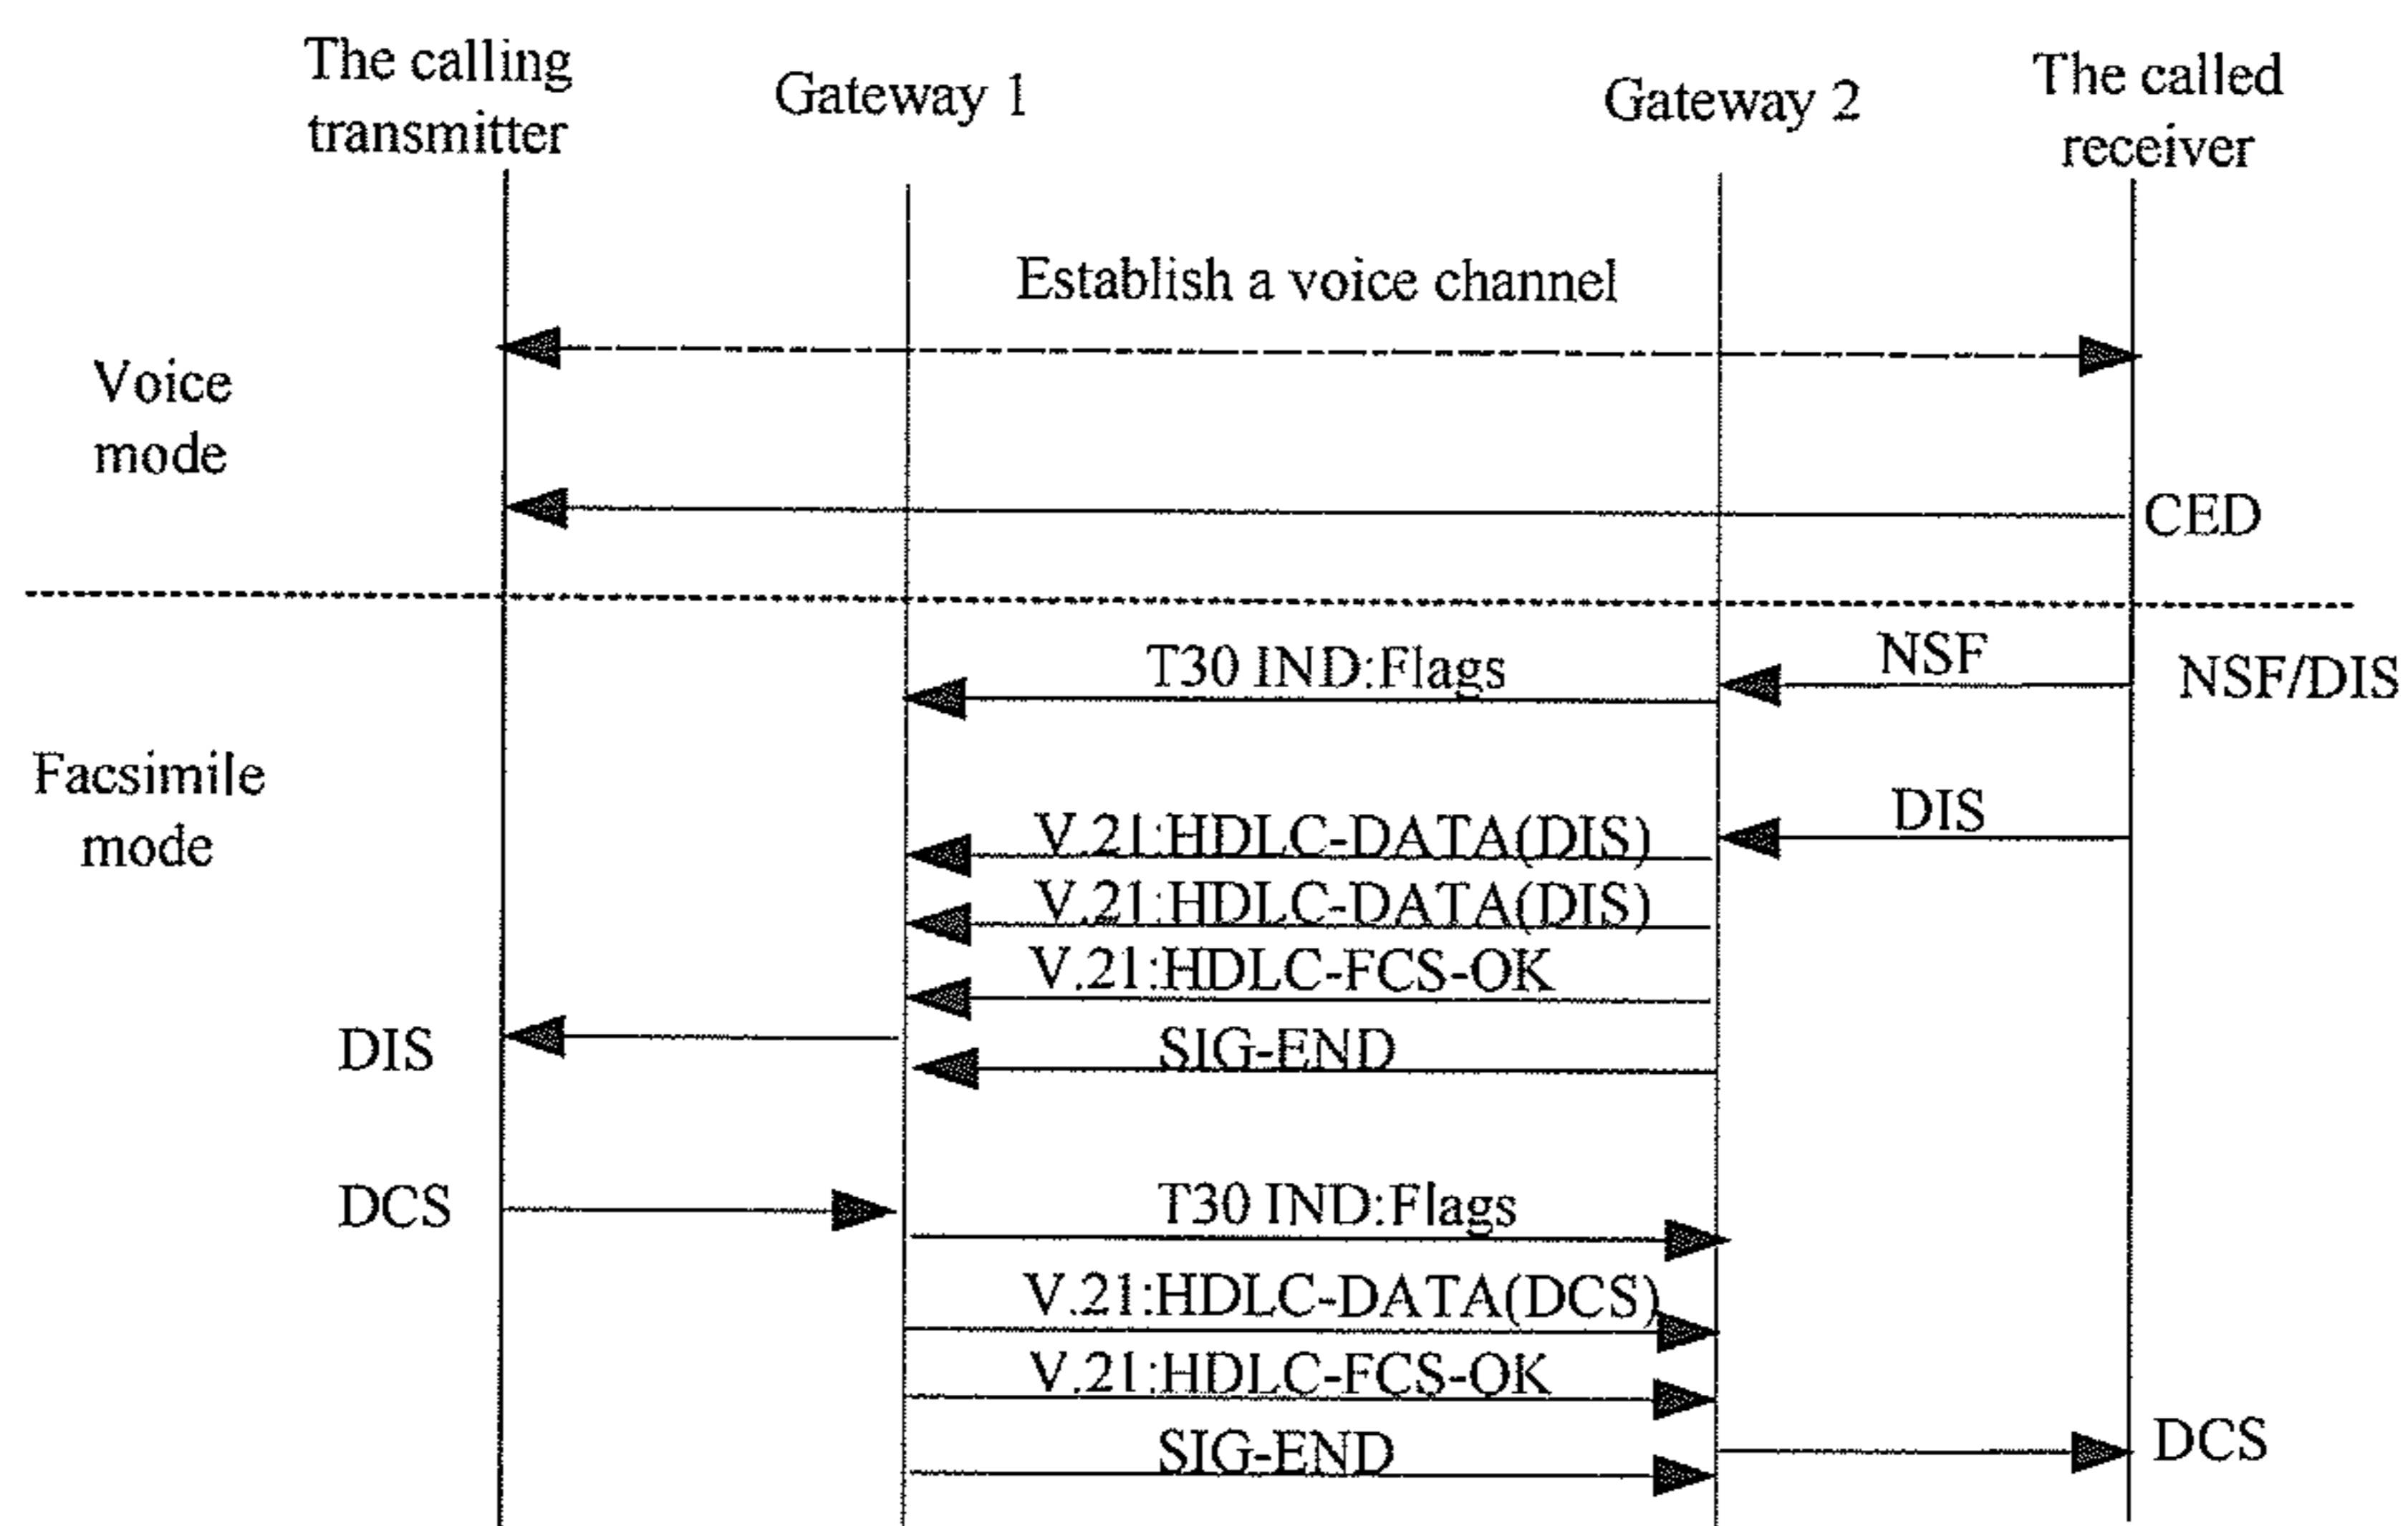 The calling
transmitter
Gateway 1
Gateway 2
The called
receiver
Establish a voice channel
Voice
mode
CED
T30 IND:Flags
NSF
NSF/DIS
Facsimile
mode
DIS
V.21:HDLC-DATA(DIS)
V.21:HDLC-DATA(DIS)
V.21:HDLC-FCS-OK
DIS
SIG-END
DCS
T30 IND:Flags
V.21:HDLC-DATA(DCS)
V.21:HDLC-FCS-OK
SIG-END
DCS